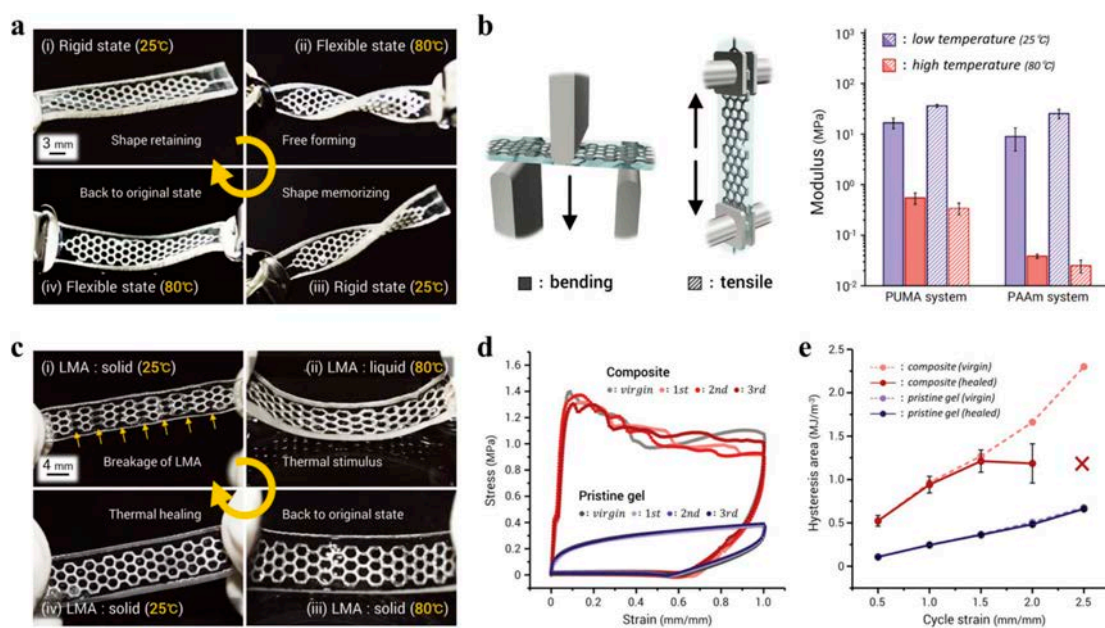 a
(i) Rigid state (25℃)
(ii) Flexible state (80℃)
3 mm
Shape retaining
Free forming
Back to original state
Shape memorizing
(iv) Flexible state (80℃)
(iii) Rigid state (25℃)
b
: bending
: tensile
: low temperature (25℃)
: high temperature (80℃)
Modulus (MPa)
10³
10²
10¹
10⁰
10⁻¹
10⁻²
PUMA system
PAAm system
c
(i) LMA : solid (25℃)
(ii) LMA : liquid (80℃)
4 mm
Breakage of LMA
Thermal stimulus
Thermal healing
Back to original state
(iv) LMA : solid (25℃)
(iii) LMA : solid (80℃)
d
Stress (MPa)
1.6
1.4
1.2
1.0
0.8
0.6
0.4
0.2
0
Composite
: virgin : 1st : 2nd : 3rd
Pristine gel
: virgin : 1st : 2nd : 3rd
0 0.2 0.4 0.6 0.8 1.0
Strain (mm/mm)
e
Hysteresis area (MJ/m⁻³)
2.5
2.0
1.5
1.0
0.5
0.0
: composite (virgin)
: composite (healed)
: pristine gel (virgin)
: pristine gel (healed)
0.5 1.0 1.5 2.0 2.5
Cycle strain (mm/mm)